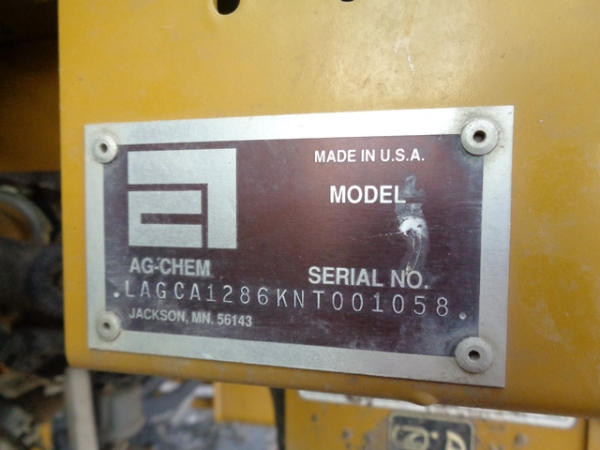 MADE IN U.S.A.
MODEL
AG-CHEM
SERIAL NO.
.LAGCA1286KNT001058.
JACKSON, MN. 56143